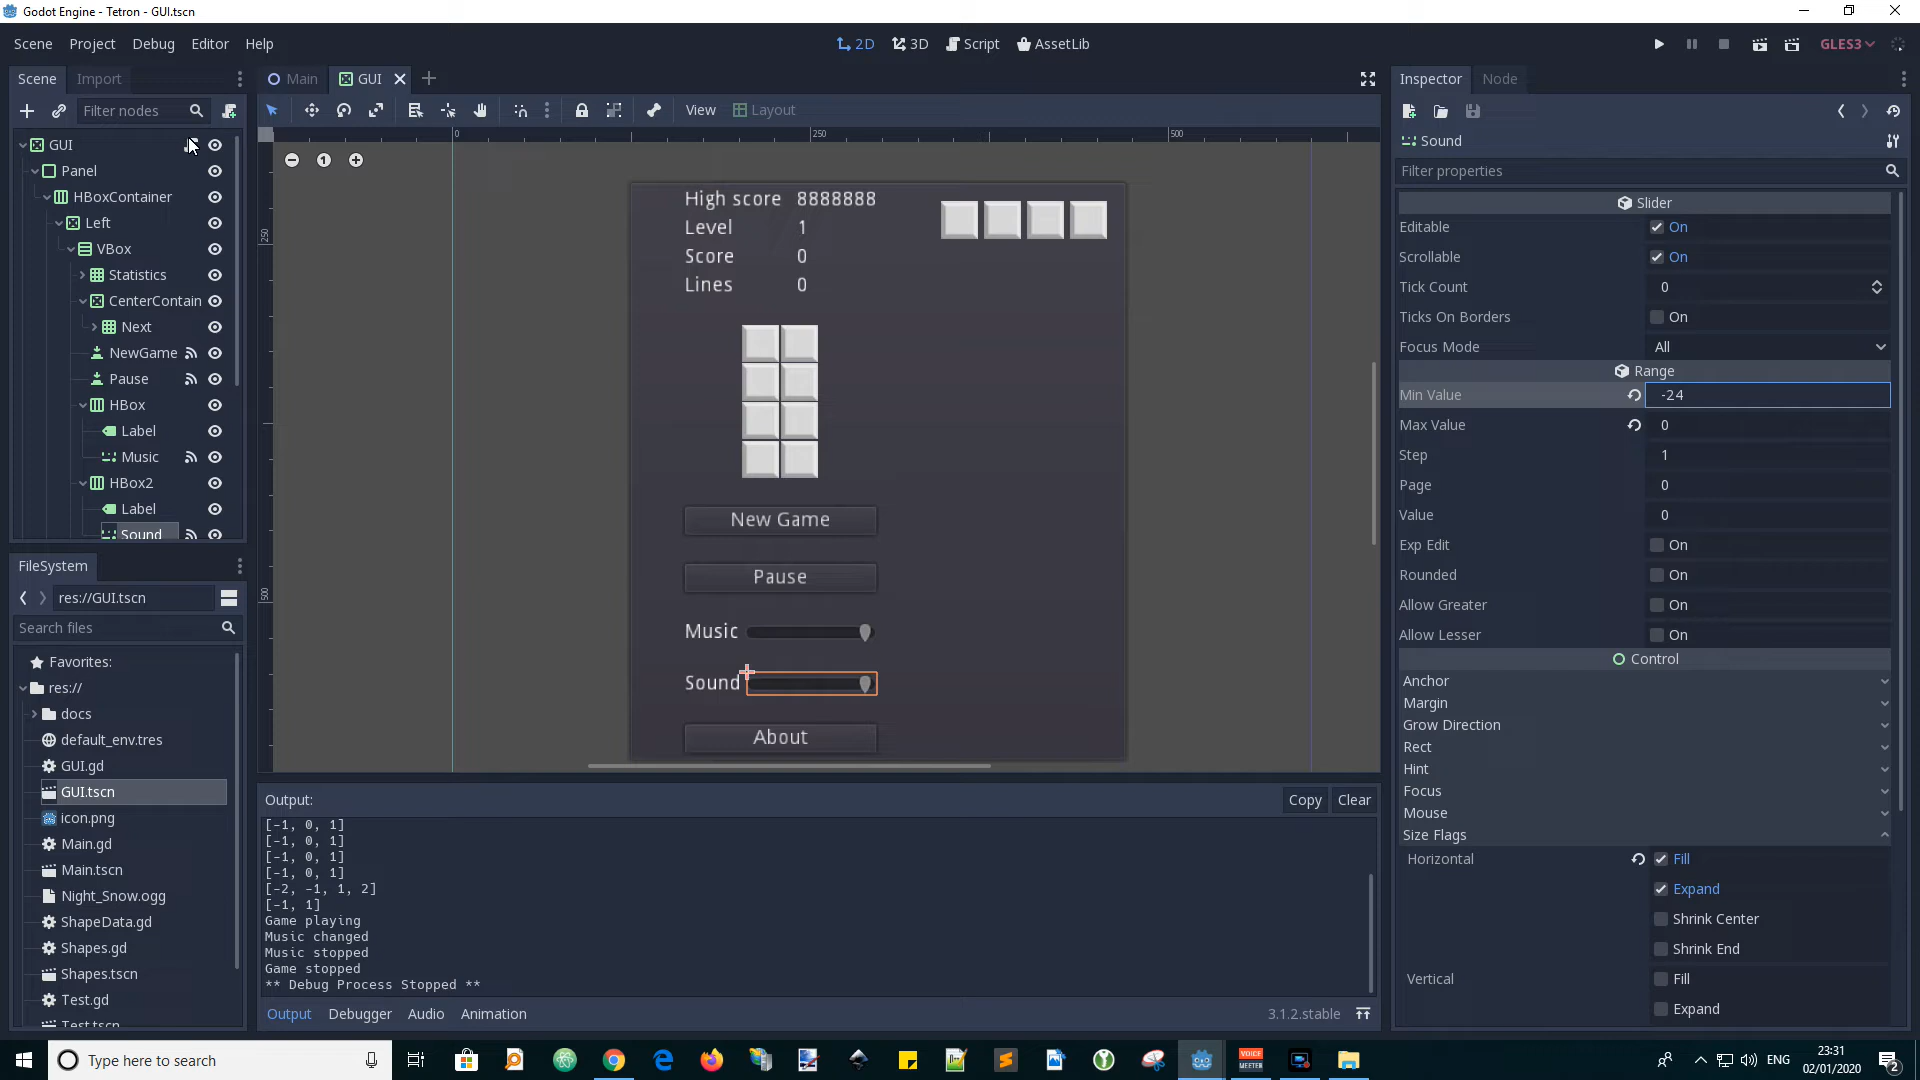 Godot Engine - Tetron - GUI.tscn
Scene Project Debug Editor Help
2D 3D Script AssetLib
GLES3
Scene Import
Main GUI
Inspector Node
Filter nodes
View Layout
Sound
Filter properties
GUI
Panel
HBoxContainer
Left
VBox
Statistics
CenterContain
Next
NewGame
Pause
HBox
Label
Music
HBox2
Label
Sound
0 250 500
250
500
High score 8888888
Level 1
Score 0
Lines 0
New Game
Pause
Music
Sound
About
Slider
Editable On
Scrollable On
Tick Count 0
Ticks On Borders On
Focus Mode All
Range
Min Value -24
Max Value 0
Step 1
Page 0
Value 0
Exp Edit On
Rounded On
Allow Greater On
Allow Lesser On
Control
Anchor
Margin
Grow Direction
Rect
Hint
Focus
Mouse
Size Flags
Horizontal Fill
Expand
Shrink Center
Shrink End
Vertical Fill
Expand
FileSystem
res://GUI.tscn
Search files
Favorites:
res://
docs
default_env.tres
GUI.gd
GUI.tscn
icon.png
Main.gd
Main.tscn
Night_Snow.ogg
ShapeData.gd
Shapes.gd
Shapes.tscn
Test.gd
Test.tscn
Output: Copy Clear
[-1, 0, 1]
[-1, 0, 1]
[-1, 0, 1]
[-1, 0, 1]
[-2, -1, 1, 2]
[-1, 1]
Game playing
Music changed
Music stopped
Game stopped
** Debug Process Stopped **
Output Debugger Audio Animation
3.1.2.stable
Type here to search
VOICE
MEETER
ENG
23:31
02/01/2020
2